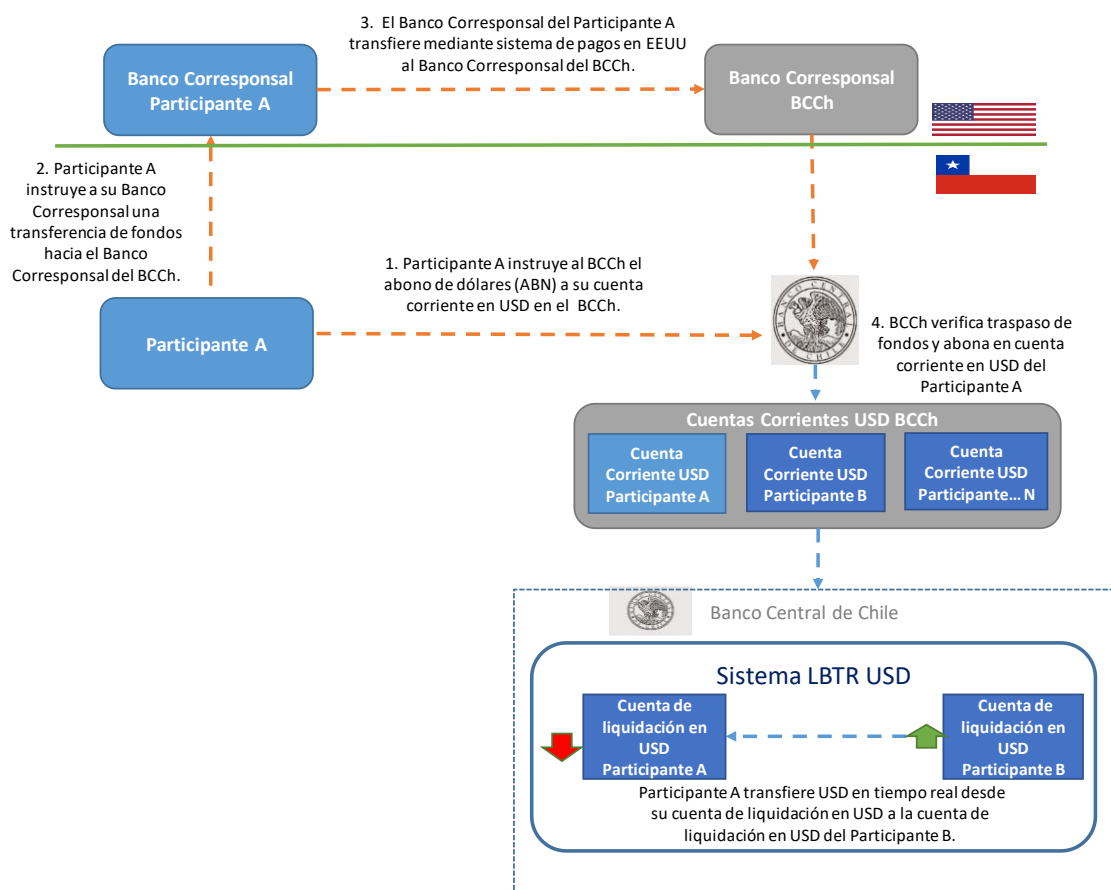 3. El Banco Corresponsal del Participante A
transfiere mediante sistema de pagos en EEUU
al Banco Corresponsal del BCCh.
Banco Corresponsal
Participante A
Banco Corresponsal
BCCh
2. Participante A
instruye a su Banco
Corresponsal una
transferencia de fondos
hacia el Banco
Corresponsal del BCCh.
1. Participante A instruye al BCCh el
abono de dólares (ABN) a su cuenta
corriente en USD en el BCCh.
Participante A
BANCO CENTRAL
DE CHILE
4. BCCh verifica traspaso de
fondos y abona en cuenta
corriente en USD del
Participante A
Cuentas Corrientes USD BCCh
Cuenta
Corriente USD
Participante A
Cuenta
Corriente USD
Participante B
Cuenta
Corriente USD
Participante... N
Banco Central de Chile
Sistema LBTR USD
Cuenta de
liquidación en
USD
Participante A
Cuenta de
liquidación en
USD
Participante B
Participante A transfiere USD en tiempo real desde
su cuenta de liquidación en USD a la cuenta de
liquidación en USD del Participante B.